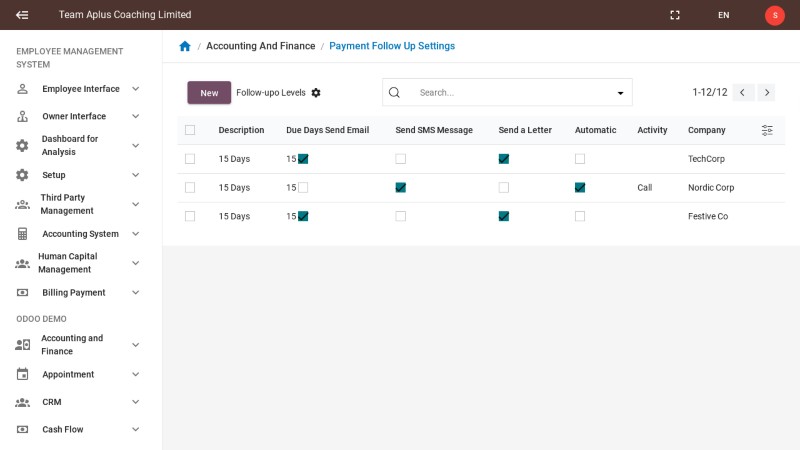 Team Aplus Coaching Limited
EN
S
EMPLOYEE MANAGEMENT
SYSTEM
Employee Interface
Owner Interface
Dashboard for
Analysis
Setup
Third Party
Management
Accounting System
Human Capital
Management
Billing Payment
ODOO DEMO
Accounting and
Finance
Appointment
CRM
Cash Flow
/ Accounting And Finance / Payment Follow Up Settings
New Follow-upo Levels Search... 1-12/12
Description Due Days Send Email Send SMS Message Send a Letter Automatic Activity Company
15 Days 15 TechCorp
15 Days 15 Call Nordic Corp
15 Days 15 Festive Co